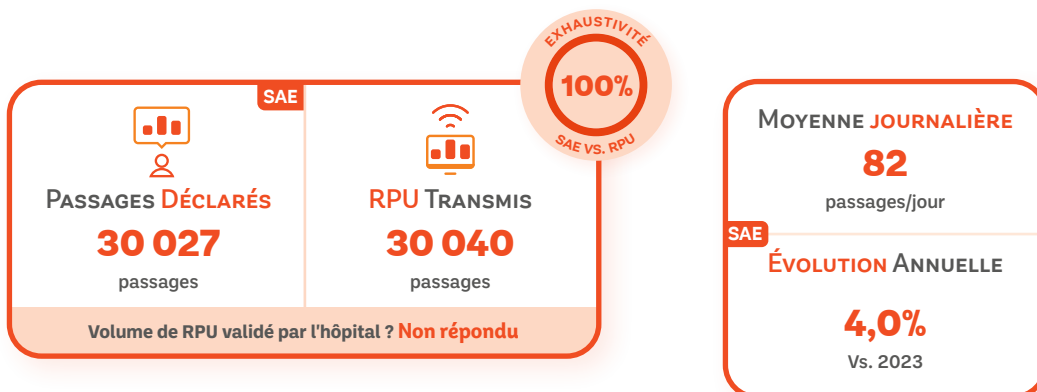 EXHAUSTIVITÉ
100%
SAE VS. RPU
SAE
PASSAGES DÉCLARÉS
30 027
passages
RPU TRANSMIS
30 040
passages
Volume de RPU validé par l'hôpital ? Non répondu
MOYENNE JOURNALIÈRE
82
passages/jour
SAE
ÉVOLUTION ANNUELLE
4,0%
Vs. 2023